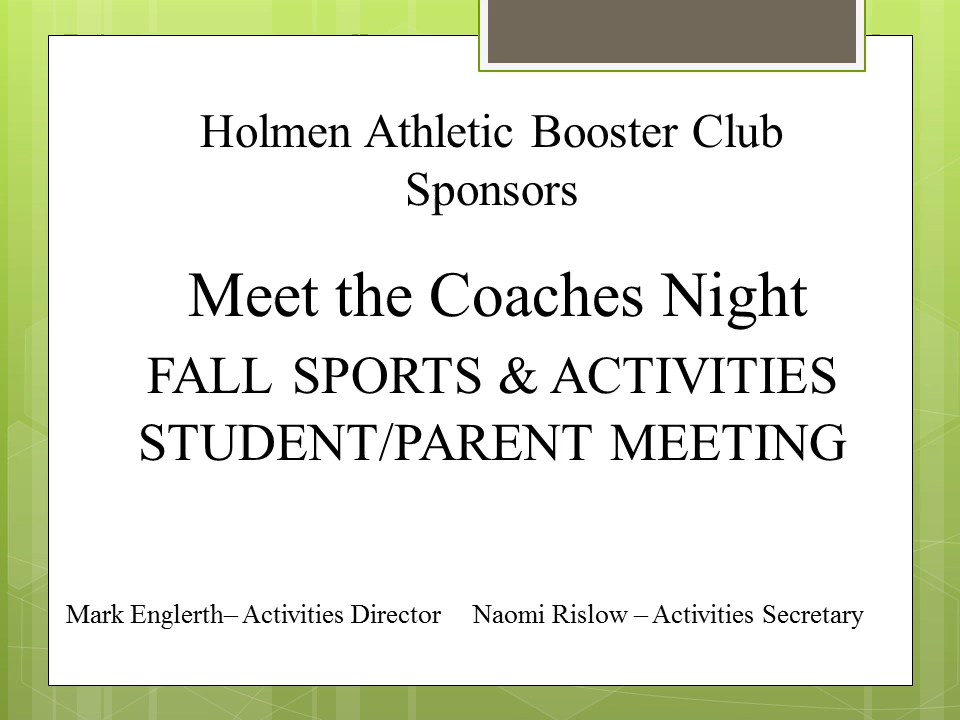 Holmen Athletic Booster Club
Sponsors
Meet the Coaches Night
FALL SPORTS & ACTIVITIES
STUDENT/PARENT MEETING
Mark Englerth– Activities Director Naomi Rislow – Activities Secretary